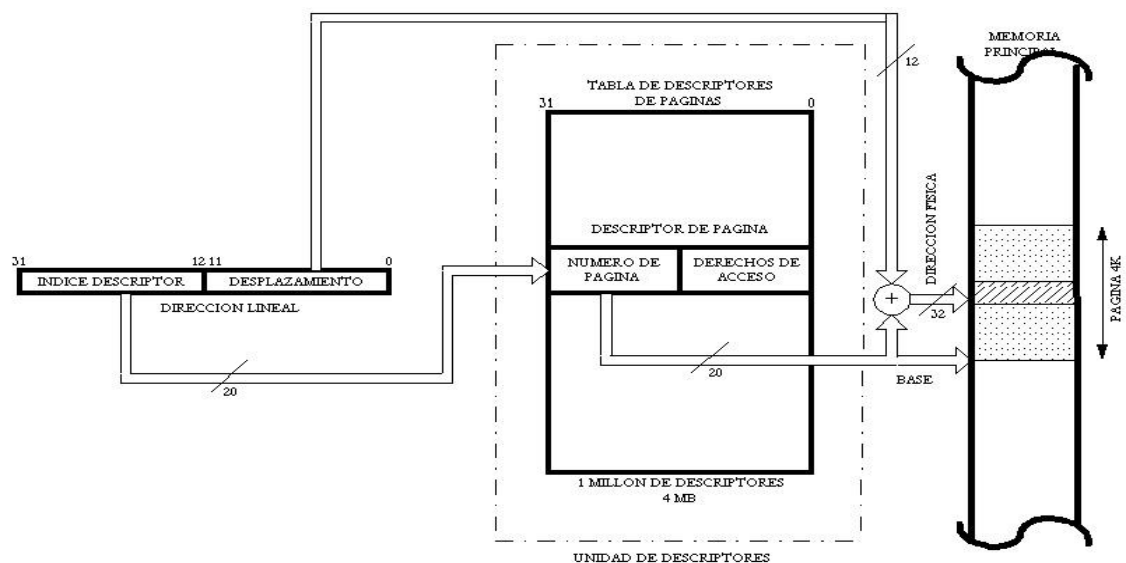 MEMORIA
PRINCIPAL
12
TABLA DE DESCRIPTORES
DE PAGINAS
31
0
DIRECCION FISICA
DESCRIPTOR DE PAGINA
31
12 11
0
NUMERO DE
PAGINA
DERECHOS DE
ACCESO
INDICE DESCRIPTOR
DESPLAZAMIENTO
DIRECCION LINEAL
+
32
PAGINA 4K
20
20
BASE
1 MILLON DE DESCRIPTORES
4 MB
UNIDAD DE DESCRIPTORES